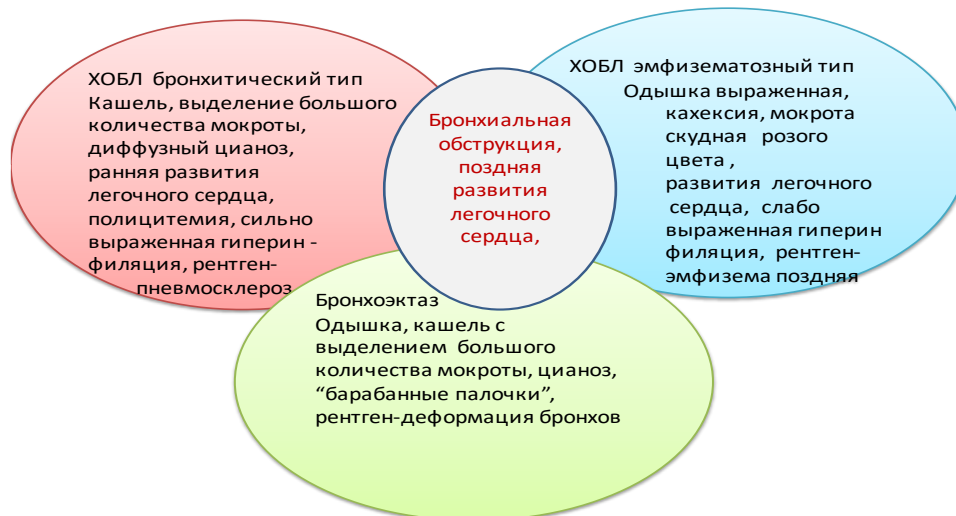 ХОБЛ бронхитический тип
Кашель, выделение большого
количества мокроты,
диффузный цианоз,
ранняя развития
легочного сердца,
полицитемия, сильно
выраженная гиперин -
филяция, рентген-
пневмосклероз
Бронхиальная
обструкция,
поздняя
развития
легочного
сердца,
ХОБЛ эмфизематозный тип
Одышка выраженная,
кахексия, мокрота
скудная розого
цвета ,
развития легочного
сердца, слабо
выраженная гиперин
филяция, рентген-
эмфизема поздняя
Бронхоэктаз
Одышка, кашель с
выделением большого
количества мокроты, цианоз,
“барабанные палочки”,
рентген-деформация бронхов